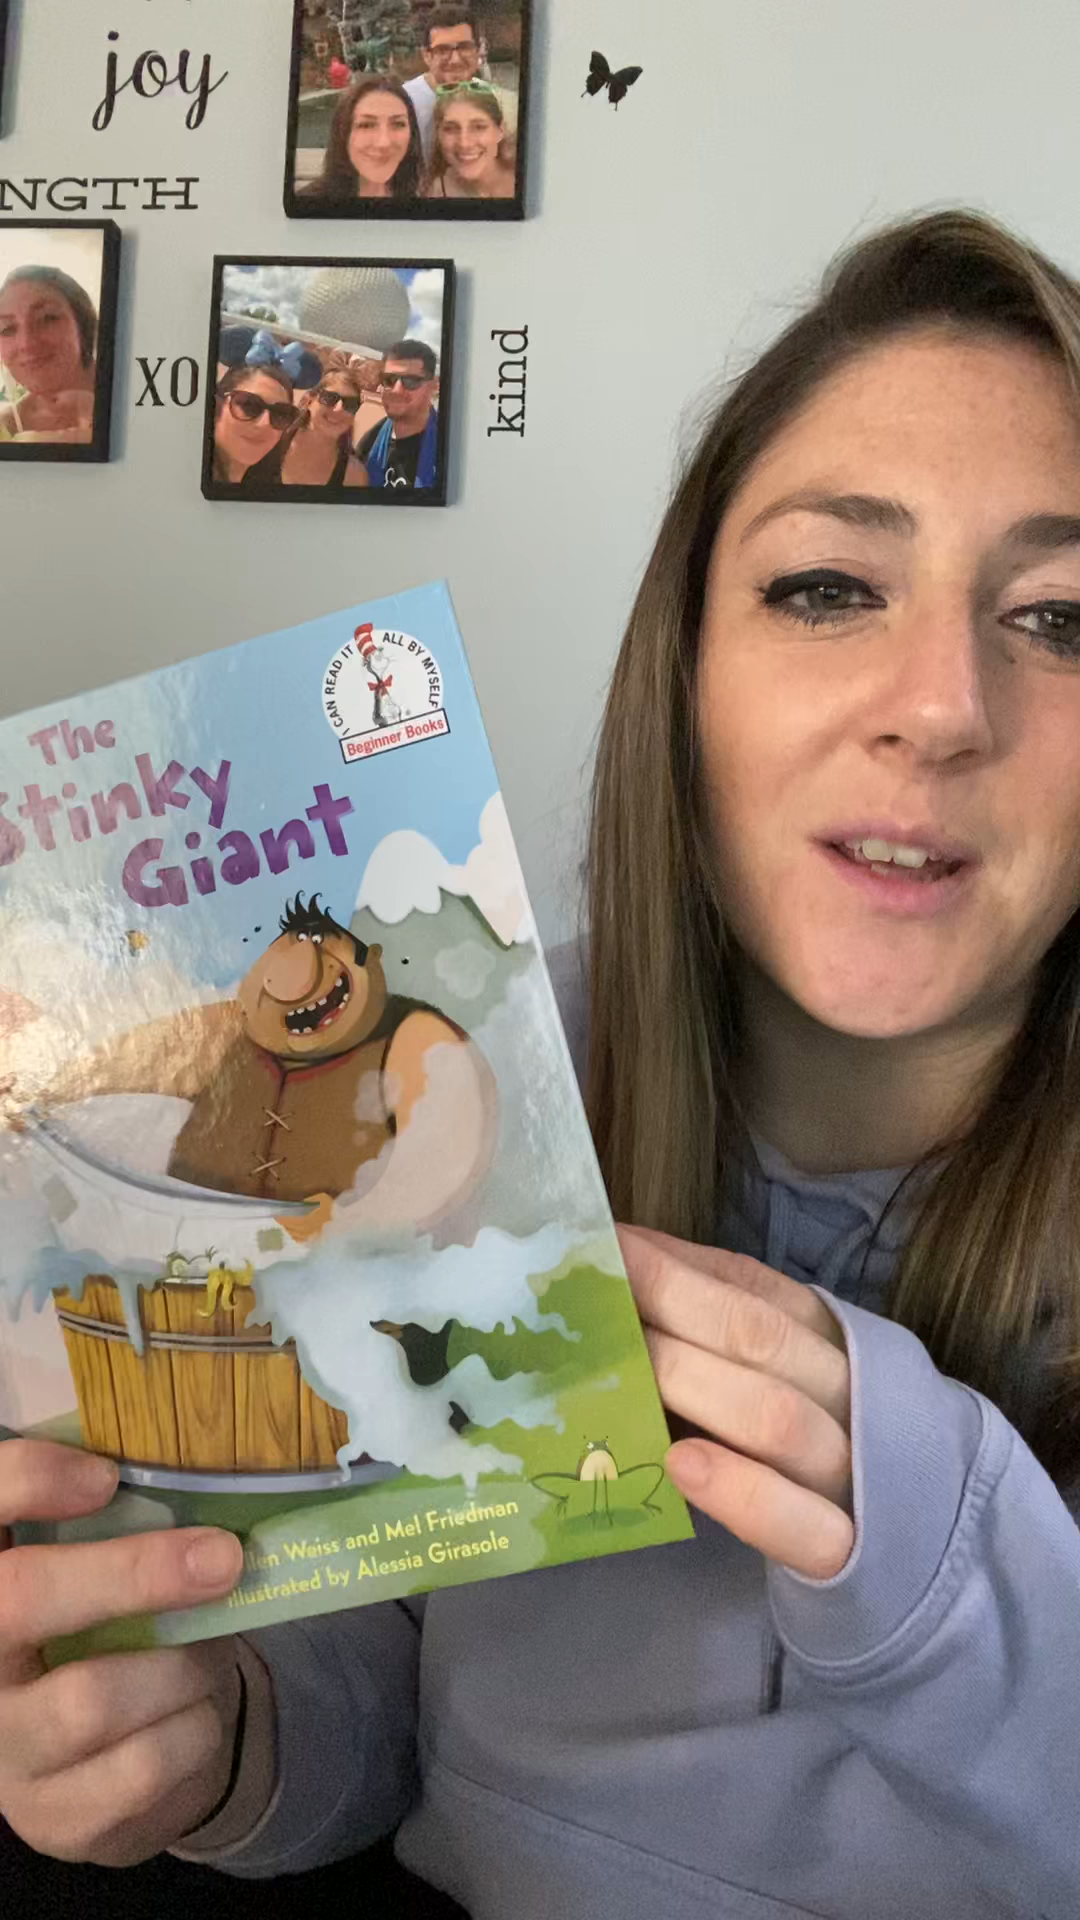 joy
NGTH
XO
kind
I CAN READ IT ALL BY MYSELF
Beginner Books
The
Stinky
Giant
Weiss and Mel Friedman
illustrated by Alessia Girasole